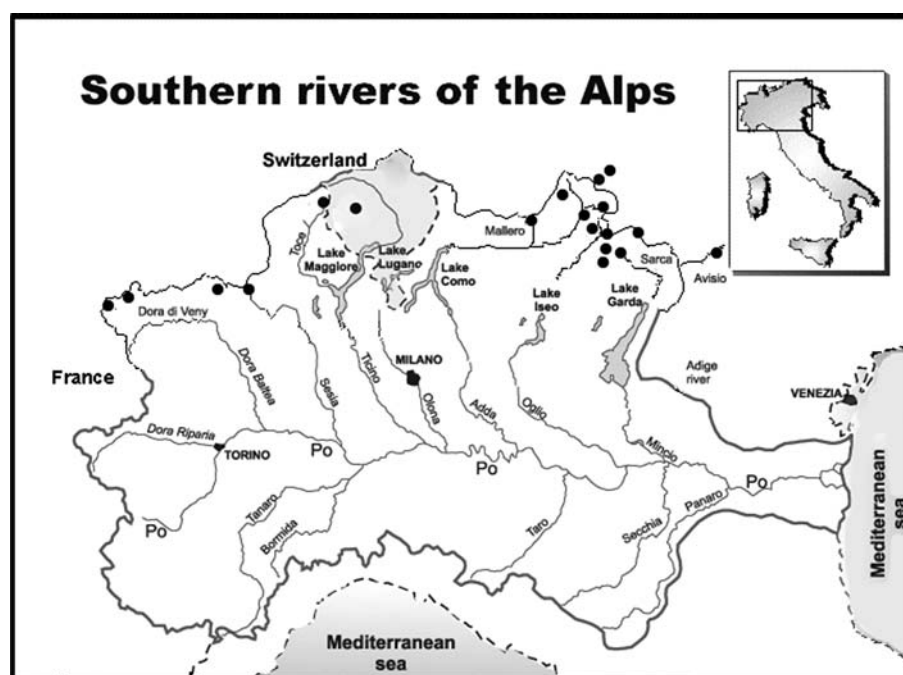 Southern rivers of the Alps
Switzerland
Toce
Lake
Maggiore
Lake
Lugano
Lake
Como
Mallero
Lake
Iseo
Lake
Garda
Sarca
Avisio
Dora di Veny
France
Dora Baltea
Sesia
Ticino
MILANO
Olona
Adda
Oglio
Adige
river
VENEZIA
Dora Riparia
TORINO
Po
Po
Mincio
Po
Po
Tanaro
Bormida
Taro
Secchia
Panaro
Mediterranean
sea
Mediterranean
sea